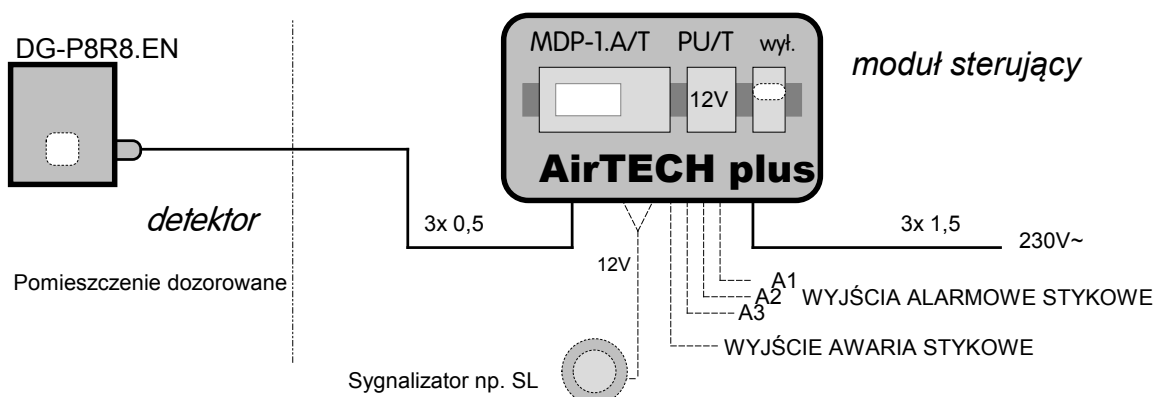 DG-P8R8.EN
MDP-1.A/T PU/T wył.
12V
moduł sterujący
AirTECH plus
detektor
3x 0,5
3x 1,5
230V~
12V
Pomieszczenie dozorowane
A1
A2 WYJŚCIA ALARMOWE STYKOWE
A3
WYJŚCIE AWARIA STYKOWE
Sygnalizator np. SL